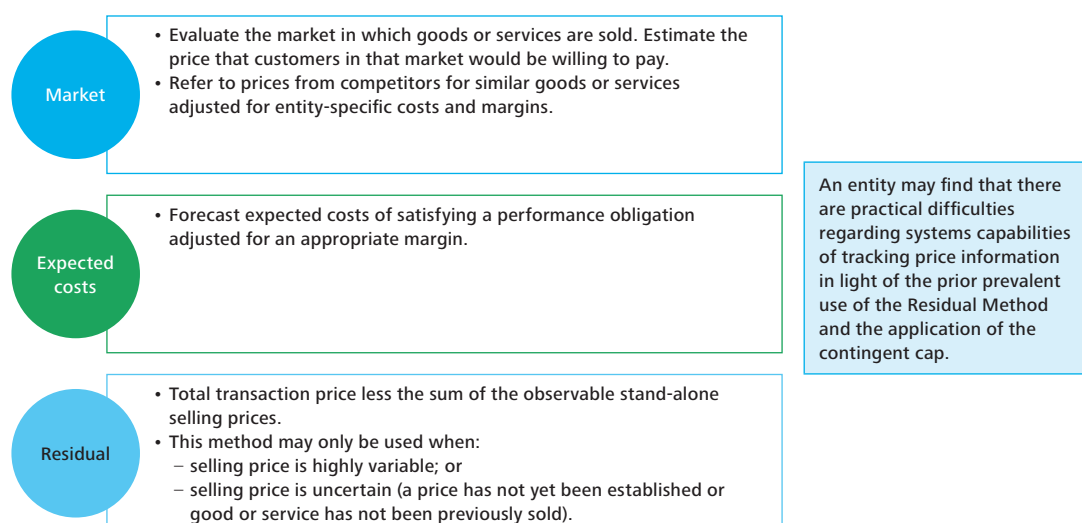 Market
• Evaluate the market in which goods or services are sold. Estimate the
price that customers in that market would be willing to pay.
• Refer to prices from competitors for similar goods or services
adjusted for entity-specific costs and margins.
Expected
costs
• Forecast expected costs of satisfying a performance obligation
adjusted for an appropriate margin.
An entity may find that there
are practical difficulties
regarding systems capabilities
of tracking price information
in light of the prior prevalent
use of the Residual Method
and the application of the
contingent cap.
Residual
• Total transaction price less the sum of the observable stand-alone
selling prices.
• This method may only be used when:
– selling price is highly variable; or
– selling price is uncertain (a price has not yet been established or
good or service has not been previously sold).